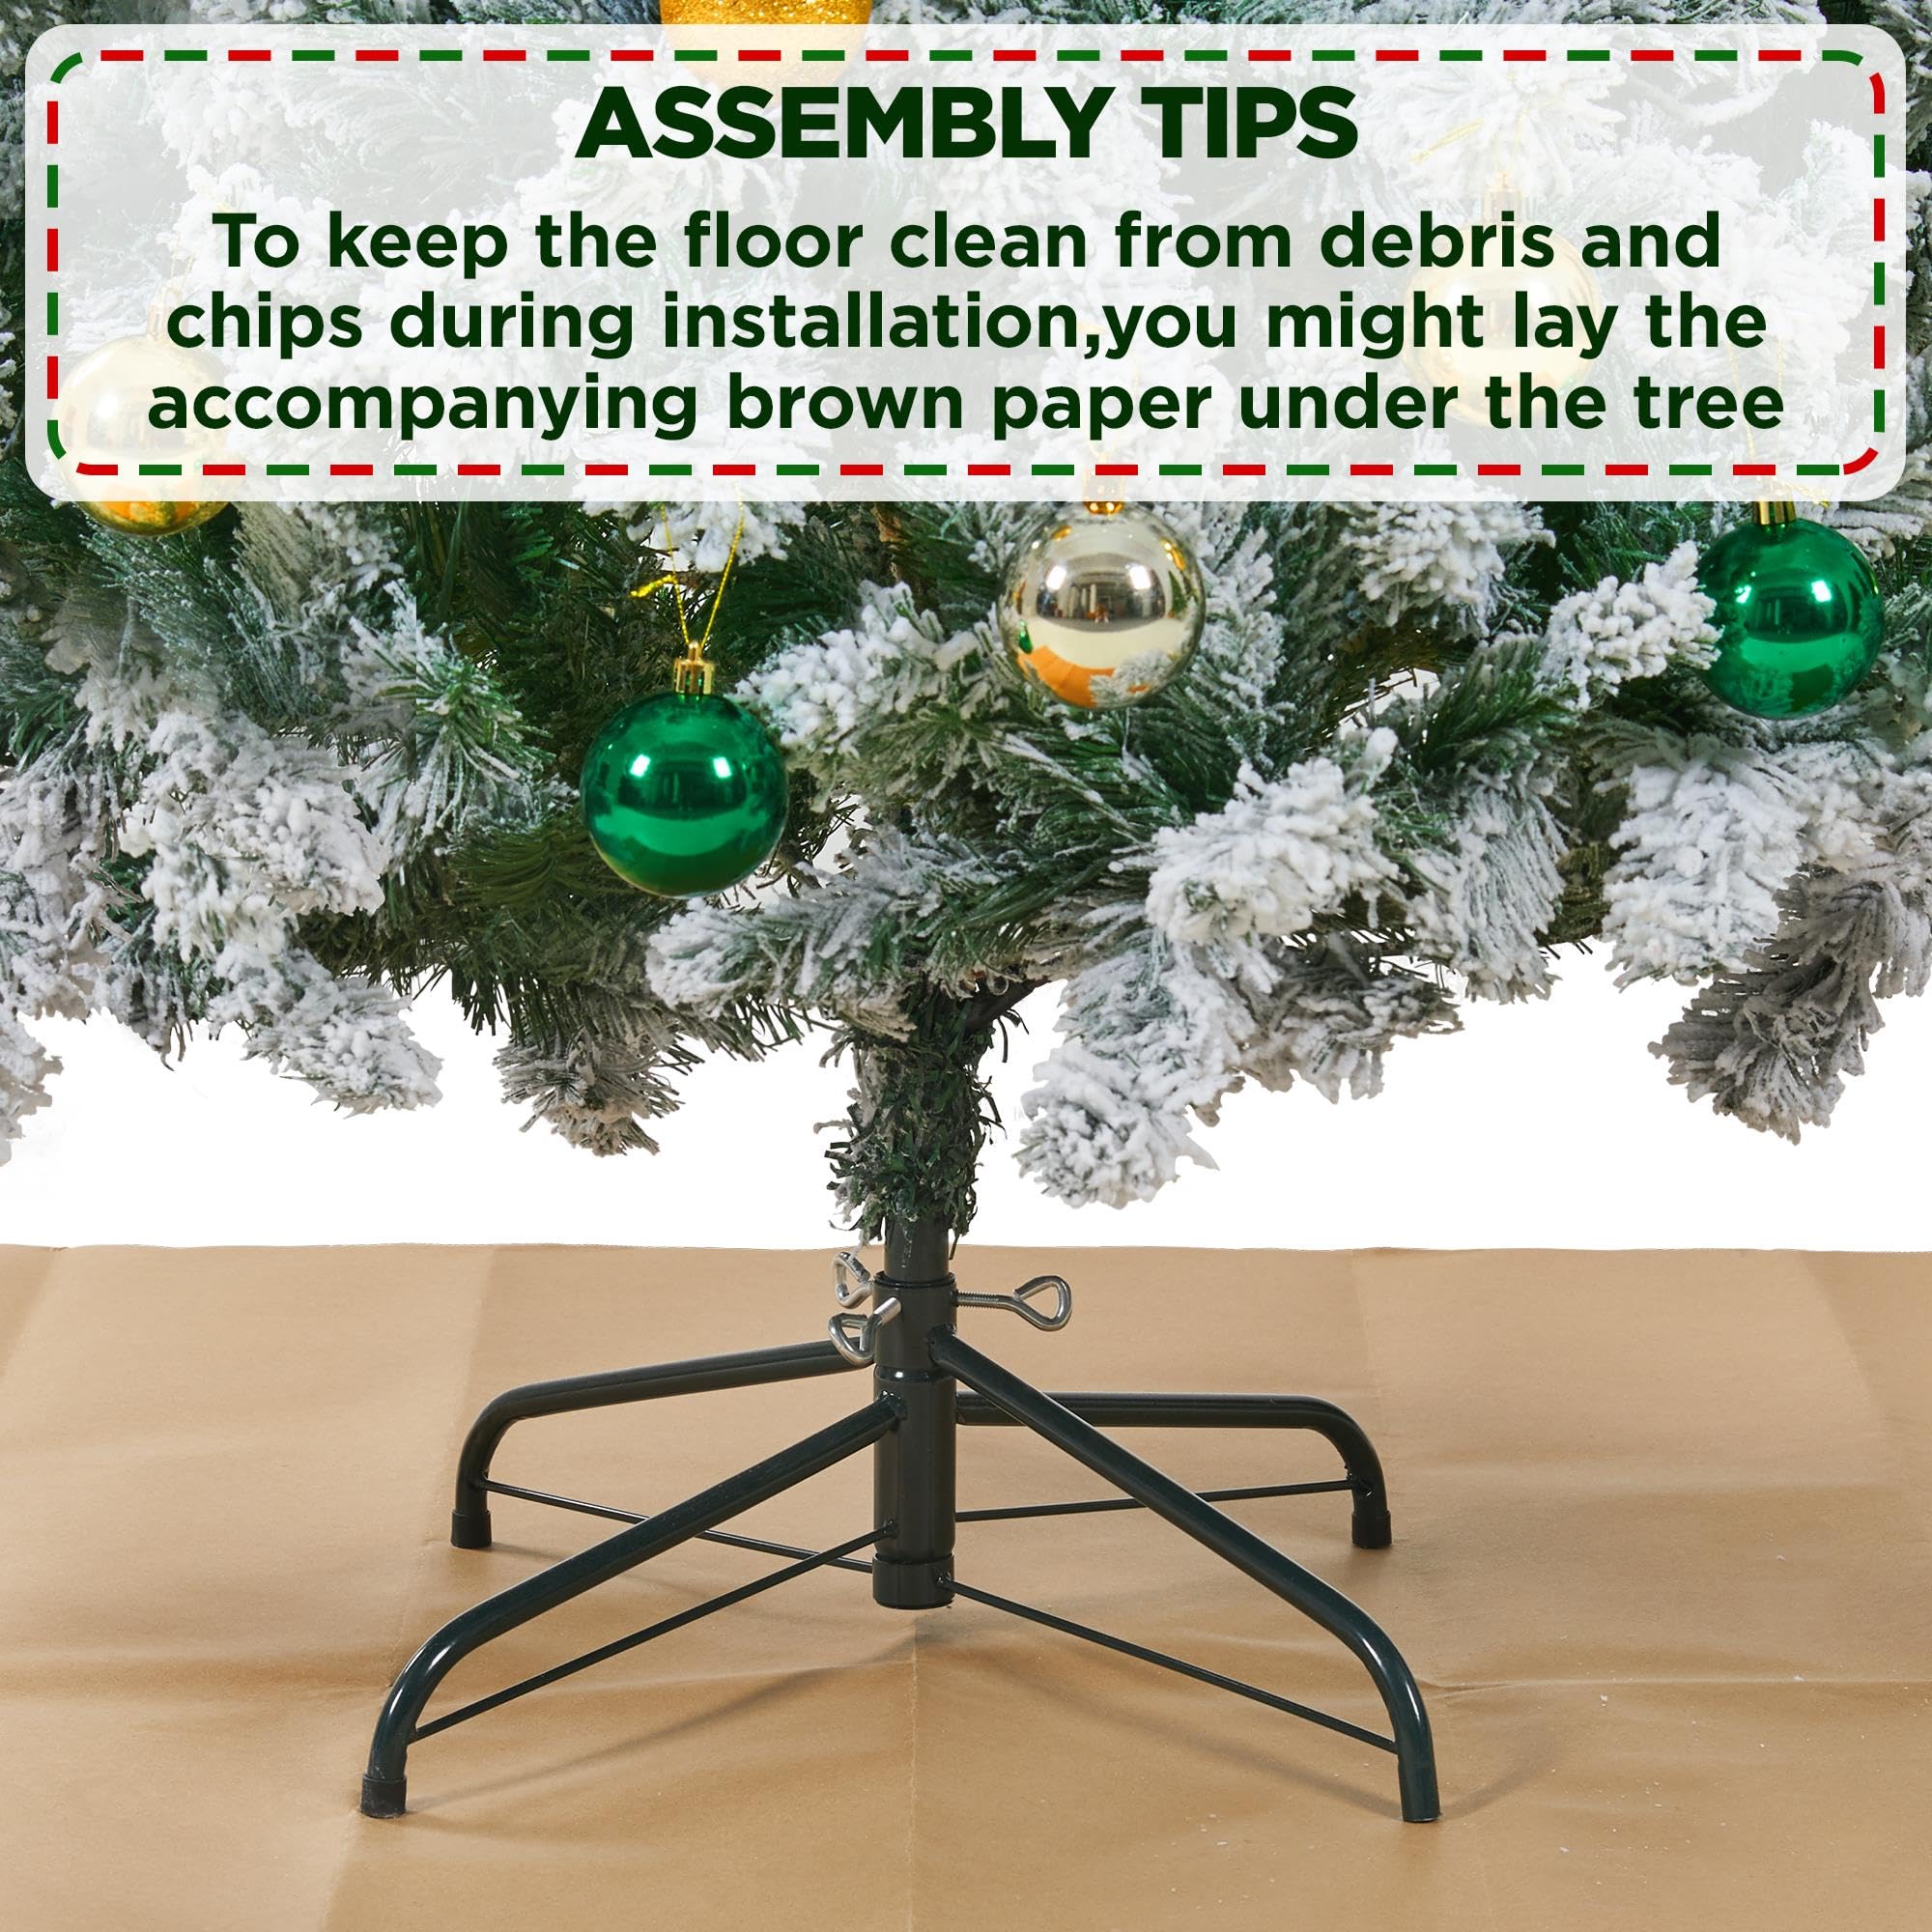 ASSEMBLY TIPS
To keep the floor clean from debris and
chips during installation,you might lay the
accompanying brown paper under the tree